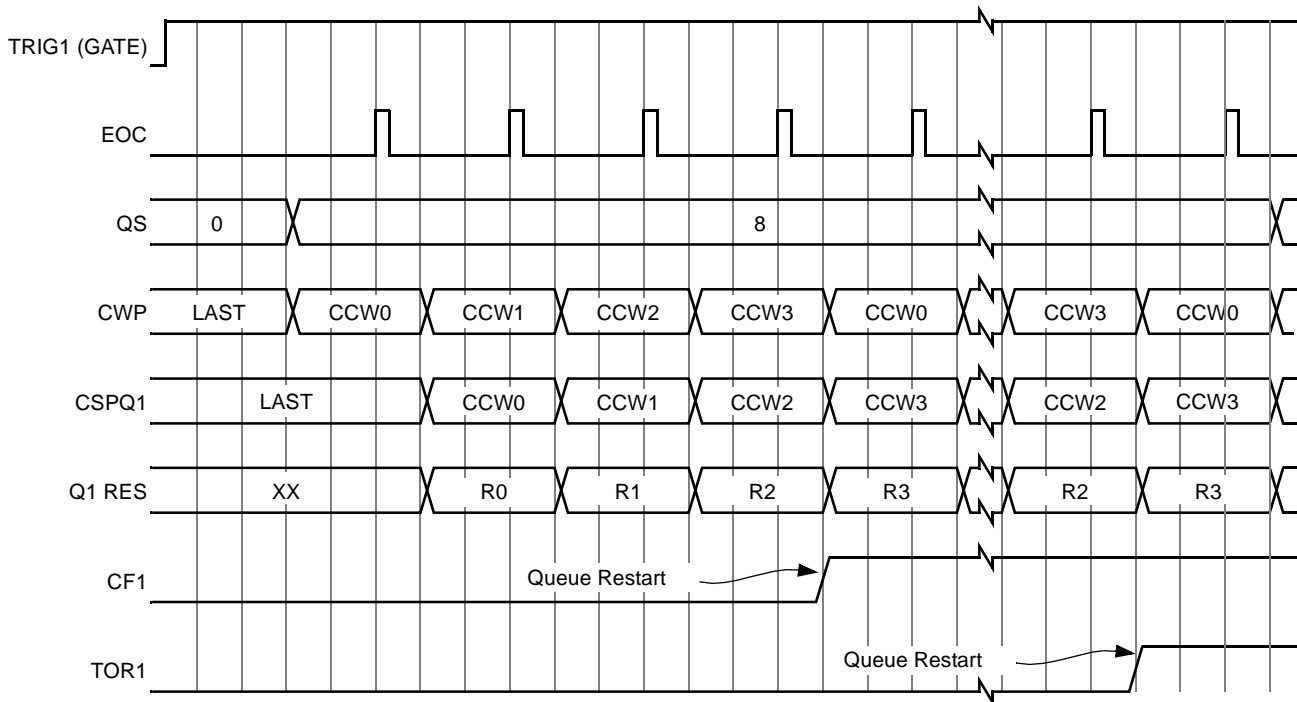 TRIG1 (GATE)
EOC
QS 0 8
CWP LAST CCW0 CCW1 CCW2 CCW3 CCW0 CCW3 CCW0
CSPQ1 LAST CCW0 CCW1 CCW2 CCW3 CCW2 CCW3
Q1 RES XX R0 R1 R2 R3 R2 R3
CF1 Queue Restart
TOR1 Queue Restart